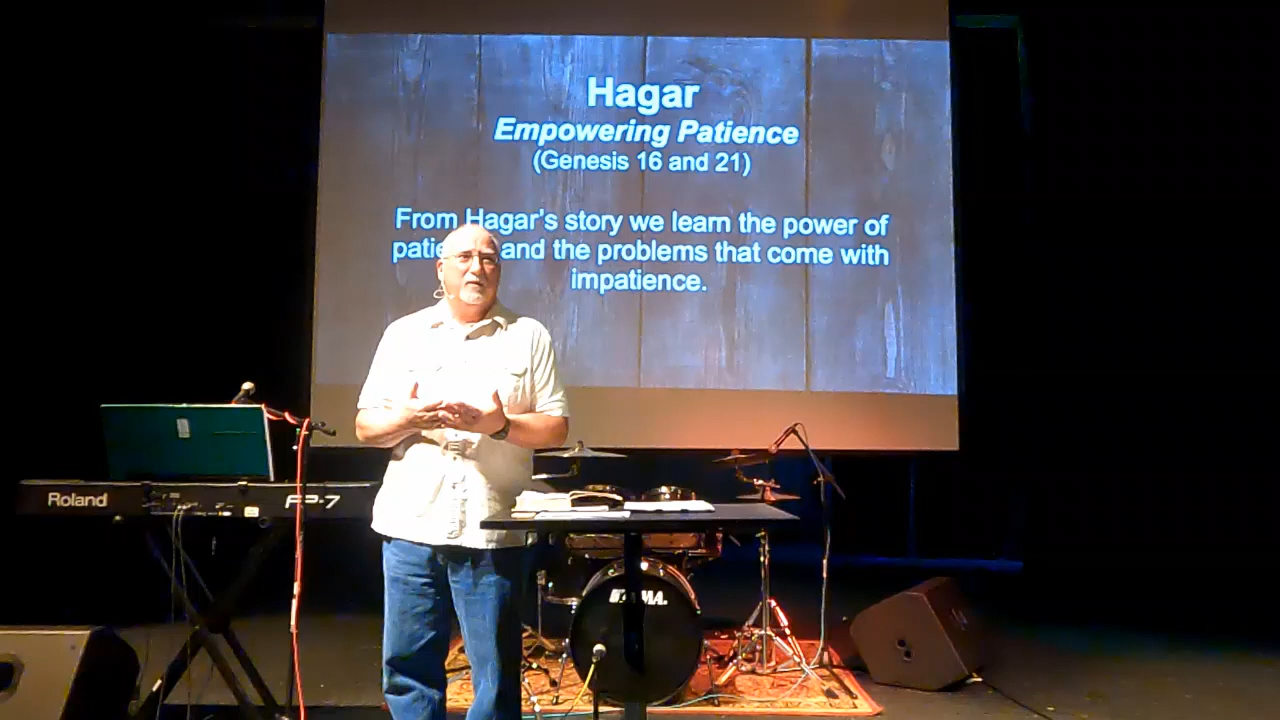 Hagar
Empowering Patience
(Genesis 16 and 21)
From Hagar's story we learn the power of
and the problems that come with
impatience.
Roland
FP-7
TAMA.